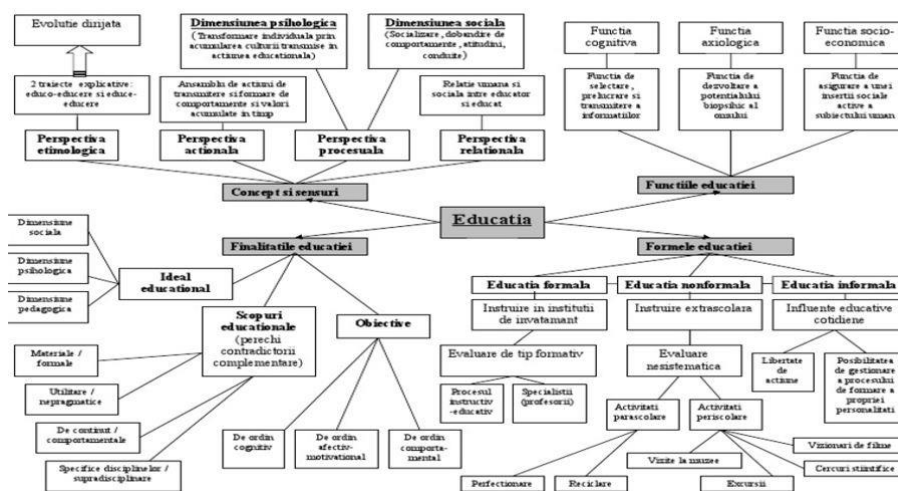 Evolutie dirijata
2 traiecte explicative:
educo-educere si educe-
educere
Perspectiva
etimologica
Ansamblu de actiuni de
transmitere si formare de
comportamente si valori
acumulate in timp
Perspectiva
actionala
Dimensiunea psihologica
(Transformare individuala prin
acumularea culturii transmise in
actiunea educationala)
Perspectiva
procesuala
Dimensiunea sociala
(Socializare, dobandire de
comportamente, atitudini,
conduite)
Relatie umana si
sociala intre educator
si educat
Perspectiva
relationala
Concept si sensuri
Functia
cognitiva
Functia de
selectare,
prelucrare si
transmitere a
informatiilor
Functia
axiologica
Functia de
dezvoltare a
potentialului
biopsihic al
omului
Functia socio-
economica
Functia de
asigurare a unei
insertii sociale
active a
subiectului uman
Functiile educatiei
Educatia
Finalitatile educatiei
Dimensiune
sociala
Dimensiune
psihologica
Dimensiune
pedagogica
Ideal
educational
Scopuri
educationale
(perechi
contradictorii
complementare)
Materiale /
formale
Utilitare /
nepragmatice
De continut /
comportamentale
Specifice disciplinelor /
supradisciplinare
Obiective
De ordin
cognitiv
De ordin
afectiv-
motivational
De ordin
comporta-
mental
Formele educatiei
Educatia formala
Instruire in institutii
de invatamant
Evaluare de tip formativ
Procesul
instructiv
-educativ
Specialistii
(profesorii)
Educatia nonformala
Instruire extrascolara
Evaluare
nesistematica
Activitati
parascolare
Activitati
periscolare
Perfectionare
Reciclare
Vizite la muzee
Excursii
Vizionari de filme
Cercuri stiintifice
Educatia informala
Influente educative
cotidiene
Libertate
de
actiune
Posibilitatea
de gestionare
a procesului
de formare a
propriei
personalitati